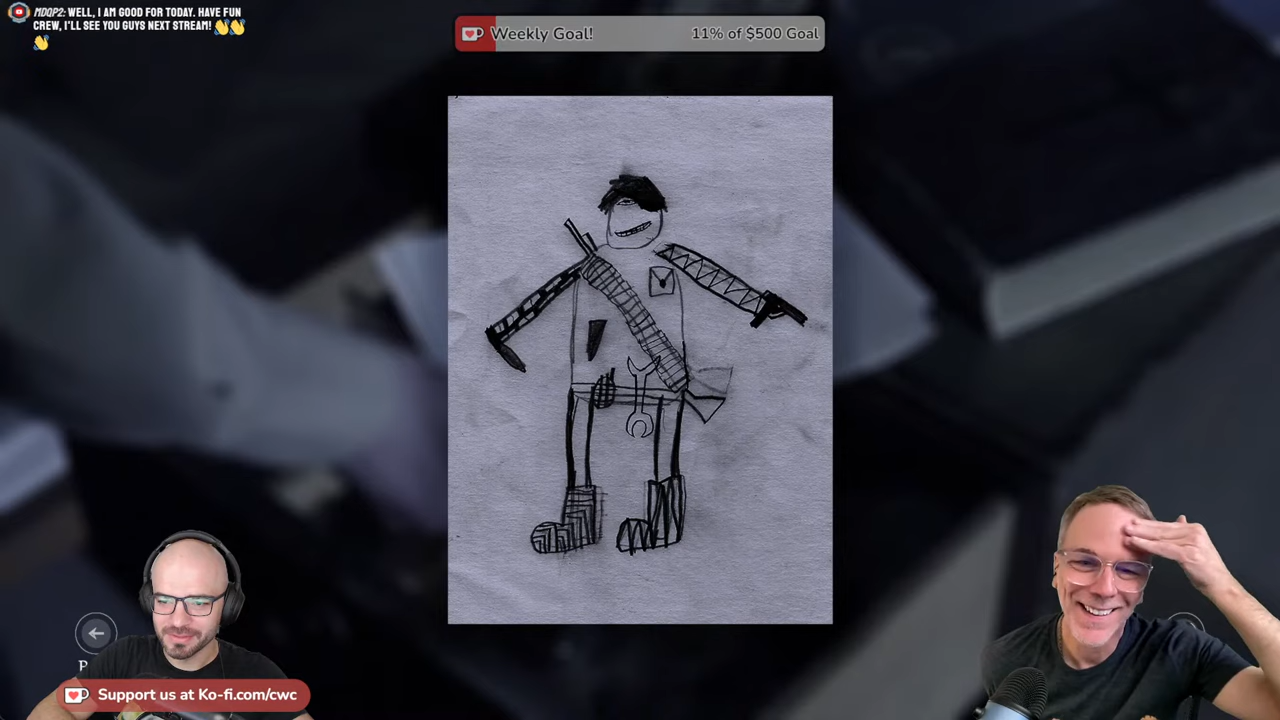 MDQP2: WELL, I AM GOOD FOR TODAY. HAVE FUN
CREW, I'LL SEE YOU GUYS NEXT STREAM! 👋👋
👋
Weekly Goal! 11% of $500 Goal
Support us at Ko-fi.com/cwc